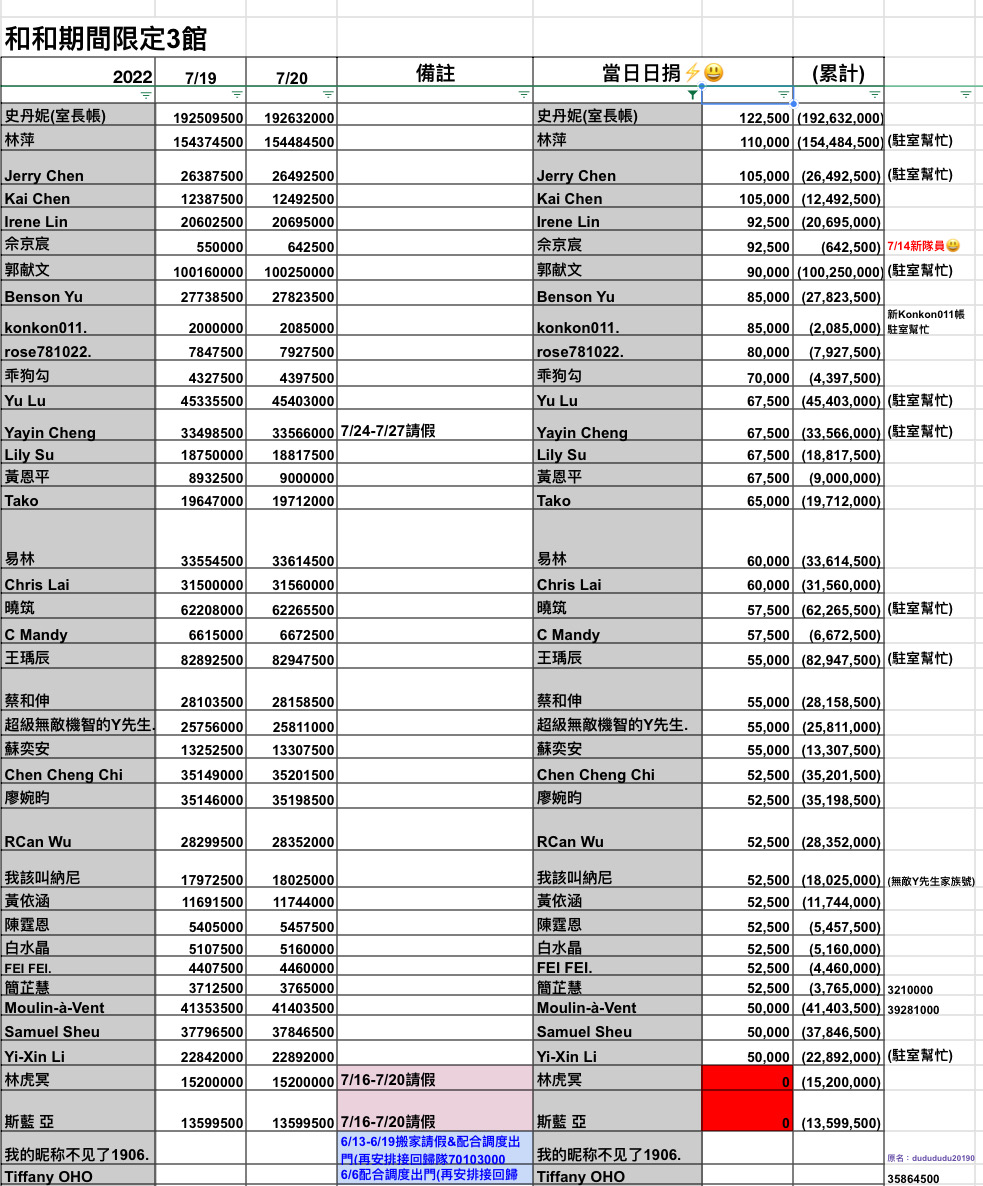 和和期間限定3館
2022 7/19 7/20 備註 當日日捐⚡😃 (累計)
史丹妮(室長帳) 192509500 192632000 史丹妮(室長帳) 122,500 (192,632,000)
林萍 154374500 154484500 林萍 110,000 (154,484,500) (駐室幫忙)
Jerry Chen 26387500 26492500 Jerry Chen 105,000 (26,492,500) (駐室幫忙)
Kai Chen 12387500 12492500 Kai Chen 105,000 (12,492,500)
Irene Lin 20602500 20695000 Irene Lin 92,500 (20,695,000)
佘京宸 550000 642500 佘京宸 92,500 (642,500) 7/14新隊員😃
郭献文 100160000 100250000 郭献文 90,000 (100,250,000) (駐室幫忙)
Benson Yu 27738500 27823500 Benson Yu 85,000 (27,823,500)
konkon011. 2000000 2085000 konkon011. 85,000 (2,085,000) 新Konkon011帳
駐室幫忙
rose781022. 7847500 7927500 rose781022. 80,000 (7,927,500)
乖狗勾 4327500 4397500 乖狗勾 70,000 (4,397,500)
Yu Lu 45335500 45403000 Yu Lu 67,500 (45,403,000) (駐室幫忙)
Yayin Cheng 33498500 33566000 7/24-7/27請假 Yayin Cheng 67,500 (33,566,000) (駐室幫忙)
Lily Su 18750000 18817500 Lily Su 67,500 (18,817,500)
黃恩平 8932500 9000000 黃恩平 67,500 (9,000,000)
Tako 19647000 19712000 Tako 65,000 (19,712,000)
易林 33554500 33614500 易林 60,000 (33,614,500)
Chris Lai 31500000 31560000 Chris Lai 60,000 (31,560,000)
曉筑 62208000 62265500 曉筑 57,500 (62,265,500) (駐室幫忙)
C Mandy 6615000 6672500 C Mandy 57,500 (6,672,500)
王瑀辰 82892500 82947500 王瑀辰 55,000 (82,947,500) (駐室幫忙)
蔡和伸 28103500 28158500 蔡和伸 55,000 (28,158,500)
超級無敵機智的Y先生. 25756000 25811000 超級無敵機智的Y先生. 55,000 (25,811,000)
蘇奕安 13252500 13307500 蘇奕安 55,000 (13,307,500)
Chen Cheng Chi 35149000 35201500 Chen Cheng Chi 52,500 (35,201,500)
廖婉昀 35146000 35198500 廖婉昀 52,500 (35,198,500)
RCan Wu 28299500 28352000 RCan Wu 52,500 (28,352,000)
我該叫納尼 17972500 18025000 我該叫納尼 52,500 (18,025,000) (無敵Y先生家族號)
黃依涵 11691500 11744000 黃依涵 52,500 (11,744,000)
陳霆恩 5405000 5457500 陳霆恩 52,500 (5,457,500)
白水晶 5107500 5160000 白水晶 52,500 (5,160,000)
FEI FEI. 4407500 4460000 FEI FEI. 52,500 (4,460,000)
簡芷慧 3712500 3765000 簡芷慧 52,500 (3,765,000) 3210000
Moulin-à-Vent 41353500 41403500 Moulin-à-Vent 50,000 (41,403,500) 39281000
Samuel Sheu 37796500 37846500 Samuel Sheu 50,000 (37,846,500)
Yi-Xin Li 22842000 22892000 Yi-Xin Li 50,000 (22,892,000) (駐室幫忙)
林虎冥 15200000 15200000 7/16-7/20請假 林虎冥 0 (15,200,000)
斯藍 亞 13599500 13599500 7/16-7/20請假 斯藍 亞 0 (13,599,500)
6/13-6/19搬家請假&配合調度出
我的昵称不见了1906. 門(再安排接回歸隊70103000 我的昵称不见了1906. 原名：dudududu20190
Tiffany OHO 6/6配合調度出門(再安排接回歸 Tiffany OHO 35864500